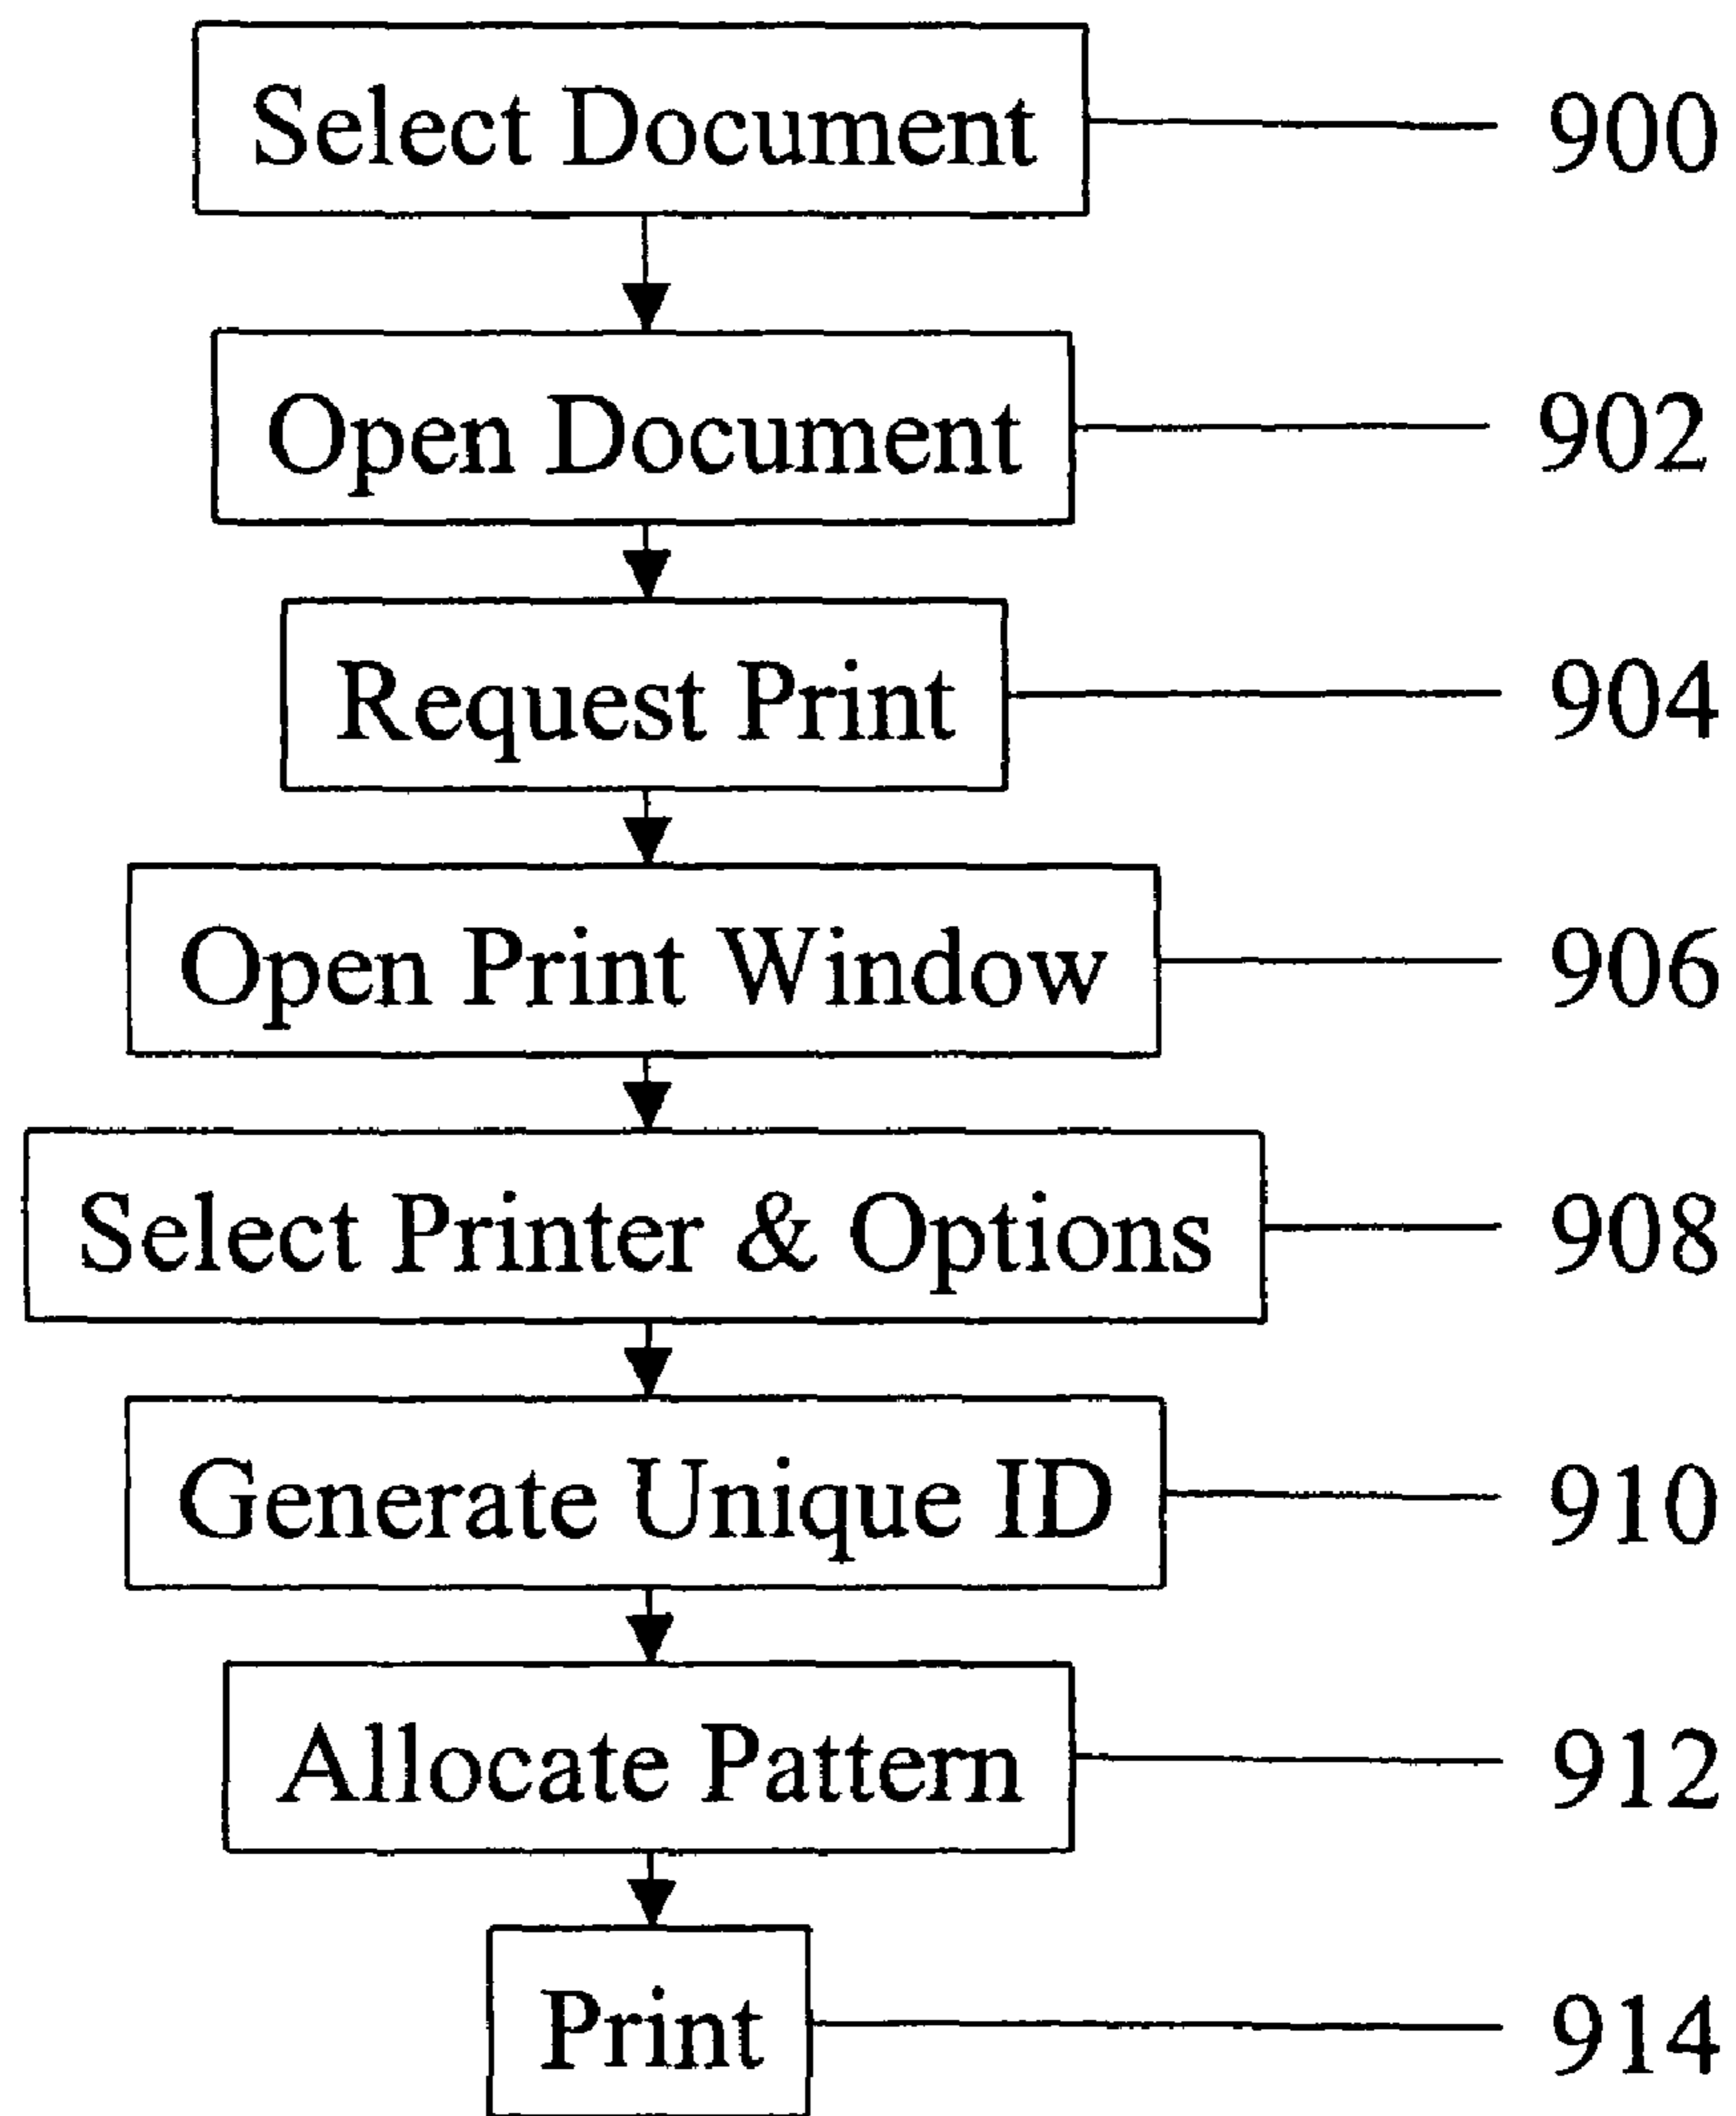 Select Document 900
Open Document 902
Request Print 904
Open Print Window 906
Select Printer & Options 908
Generate Unique ID 910
Allocate Pattern 912
Print 914